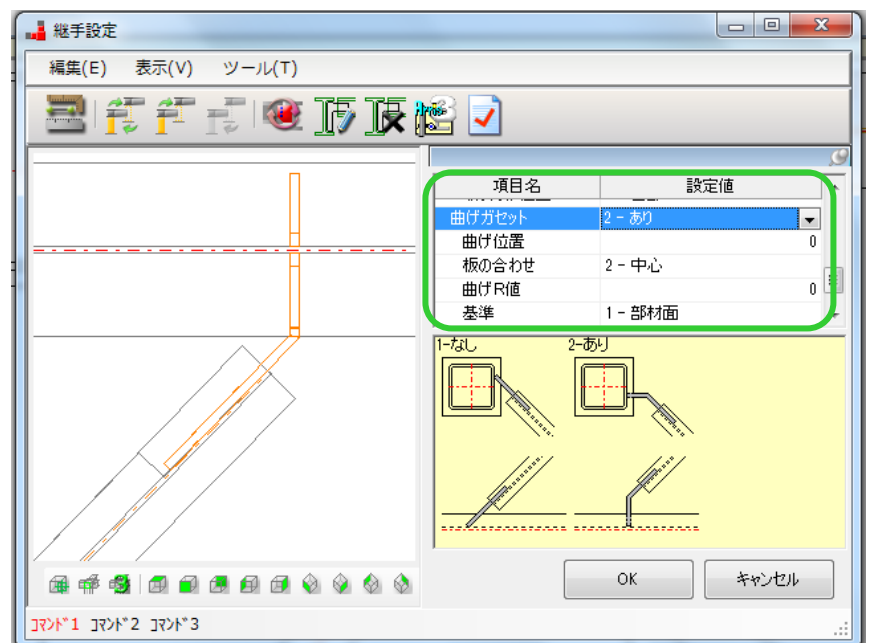 継手設定
編集(E) 表示(V) ツール(T)
項目名 設定値
曲げガセット 2 - あり
曲げ位置 0
板の合わせ 2 - 中心
曲げR値 0
基準 1 - 部材面
1-なし 2-あり
OK キャンセル
ｺﾏﾝﾄﾞ1 ｺﾏﾝﾄﾞ2 ｺﾏﾝﾄﾞ3